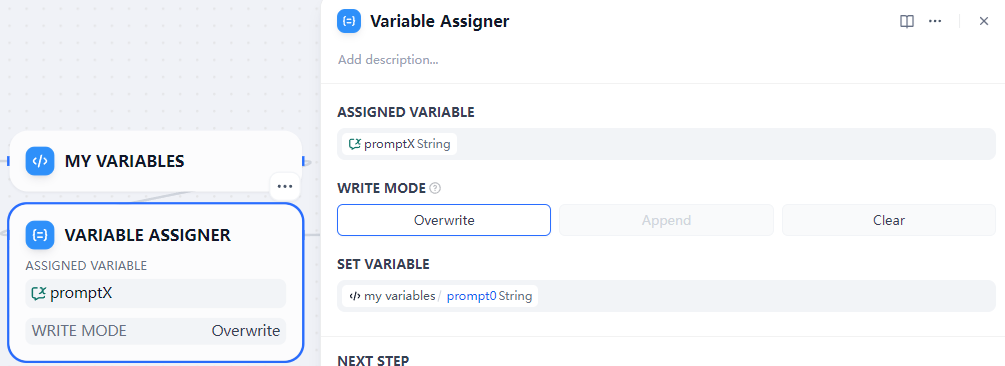 MY VARIABLES
VARIABLE ASSIGNER
ASSIGNED VARIABLE
promptX
WRITE MODE Overwrite
Variable Assigner
Add description...
ASSIGNED VARIABLE
promptX String
WRITE MODE
Overwrite Append Clear
SET VARIABLE
my variables / prompt0 String
NEXT STEP